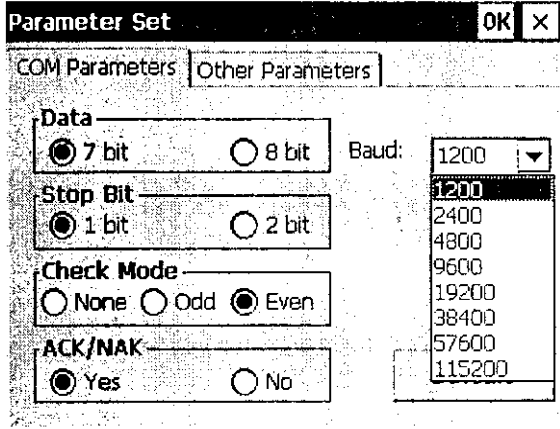 Parameter Set OK ×
COM Parameters Other Parameters
Data
7 bit 8 bit Baud: 1200
Stop Bit
1 bit 2 bit
1200
2400
4800
9600
19200
38400
57600
115200
Check Mode
None Odd Even
ACK/NAK
Yes No